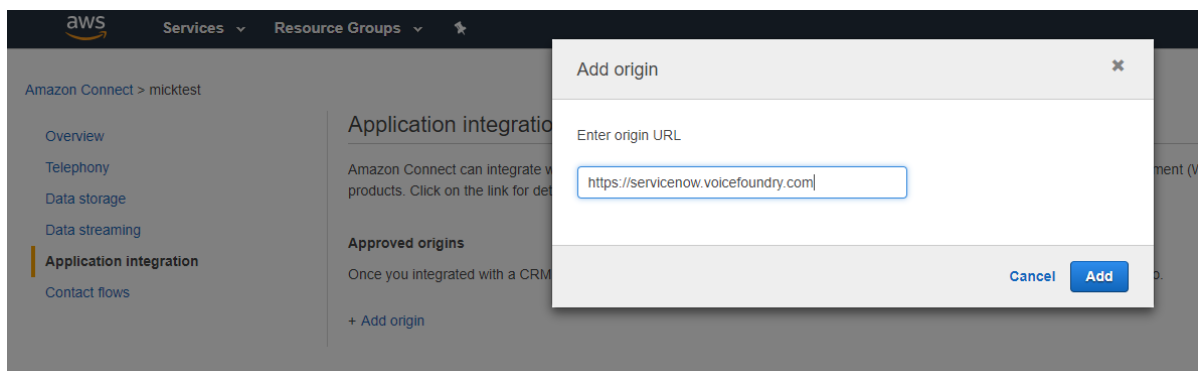 aws Services Resource Groups
Add origin
Amazon Connect > micktest
Overview
Telephony
Data storage
Data streaming
Application integration
Contact flows
Application integratio
Amazon Connect can integrate w
ment (W
products. Click on the link for det
Approved origins
Once you integrated with a CRM
o.
+ Add origin
Enter origin URL
https://servicenow.voicefoundry.com
Cancel Add